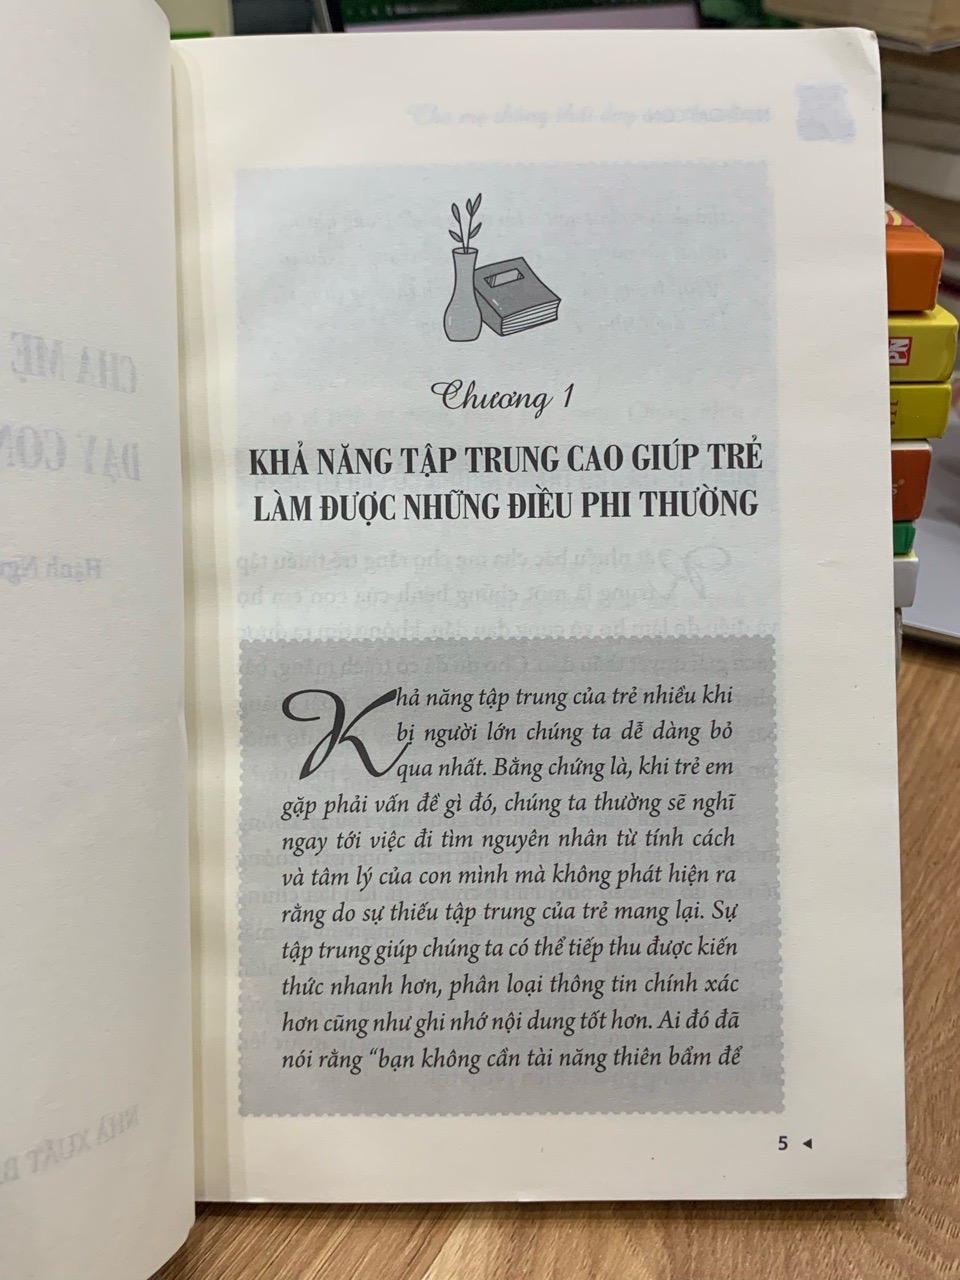 Chương 1
KHẢ NĂNG TẬP TRUNG CAO GIÚP TRẺ
LÀM ĐƯỢC NHỮNG ĐIỀU PHI THƯỜNG
Khả năng tập trung của trẻ nhiều khi
bị người lớn chúng ta dễ dàng bỏ
qua nhất. Bằng chứng là, khi trẻ em
gặp phải vấn đề gì đó, chúng ta thường sẽ nghĩ
ngay tới việc đi tìm nguyên nhân từ tính cách
và tâm lý của con mình mà không phát hiện ra
rằng do sự thiếu tập trung của trẻ mang lại. Sự
tập trung giúp chúng ta có thể tiếp thu được kiến
thức nhanh hơn, phân loại thông tin chính xác
hơn cũng như ghi nhớ nội dung tốt hơn. Ai đó đã
nói rằng “bạn không cần tài năng thiên bẩm để
5